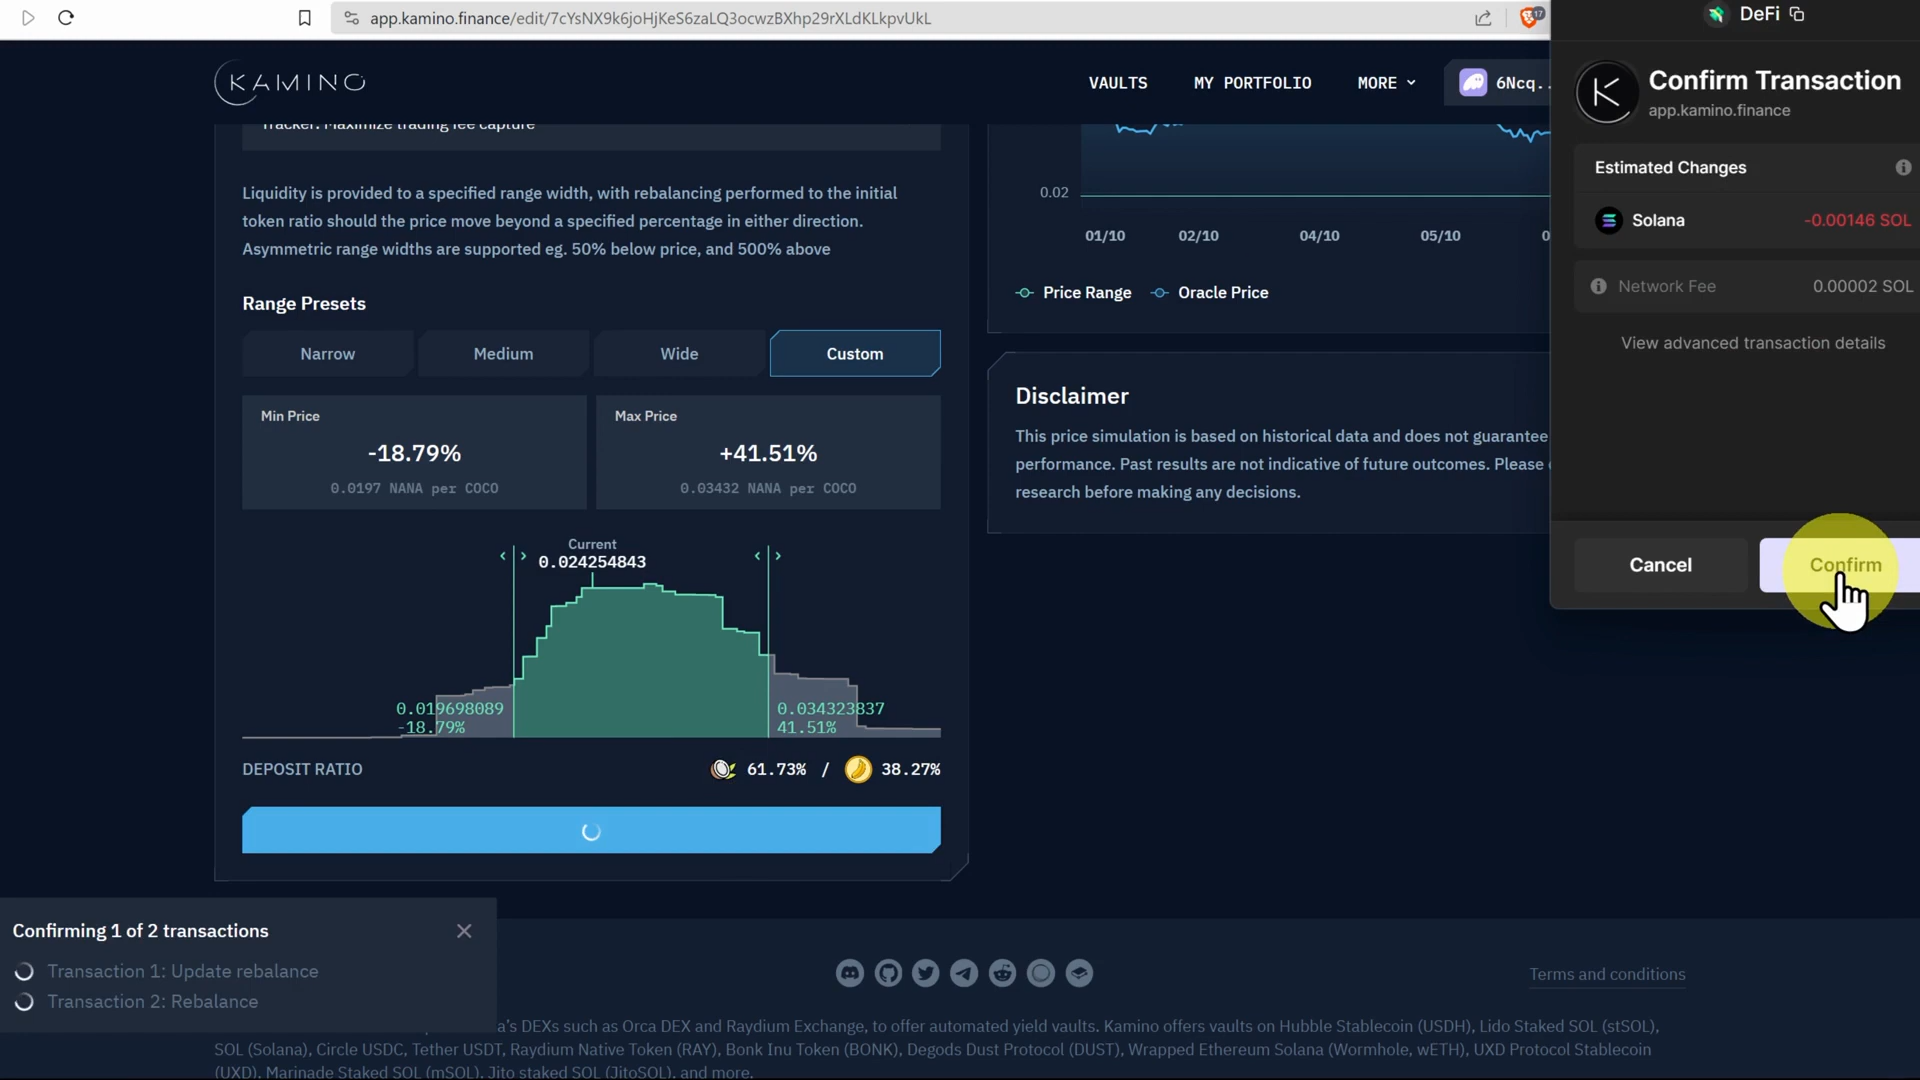 app.kamino.finance/edit/7cYsNX9k6joHjKeS6zaLQ3ocwzBXhp29rXLdKLkpvUkL
17
DeFi
KAMINO
VAULTS
MY PORTFOLIO
MORE
6Ncq..
Confirm Transaction
app.kamino.finance
Tracker: Maximize trading fee capture
Liquidity is provided to a specified range width, with rebalancing performed to the initial
token ratio should the price move beyond a specified percentage in either direction.
Asymmetric range widths are supported eg. 50% below price, and 500% above
Range Presets
Narrow
Medium
Wide
Custom
Min Price
-18.79%
0.0197 NANA per COCO
Max Price
+41.51%
0.03432 NANA per COCO
Current
0.024254843
0.019698089
-18.79%
0.034323837
41.51%
DEPOSIT RATIO
61.73% / 38.27%
0.02
01/10
02/10
04/10
05/10
0
Price Range
Oracle Price
Disclaimer
This price simulation is based on historical data and does not guarantee
performance. Past results are not indicative of future outcomes. Please
research before making any decisions.
Estimated Changes
Solana
-0.00146 SOL
Network Fee
0.00002 SOL
View advanced transaction details
Cancel
Confirm
Confirming 1 of 2 transactions
Transaction 1: Update rebalance
Transaction 2: Rebalance
Terms and conditions
a's DEXs such as Orca DEX and Raydium Exchange, to offer automated yield vaults. Kamino offers vaults on Hubble Stablecoin (USDH), Lido Staked SOL (stSOL),
SOL (Solana), Circle USDC, Tether USDT, Raydium Native Token (RAY), Bonk Inu Token (BONK), Degods Dust Protocol (DUST), Wrapped Ethereum Solana (Wormhole, wETH), UXD Protocol Stablecoin
(UXD), Marinade Staked SOL (mSOL), Jito staked SOL (JitoSOL), and more.